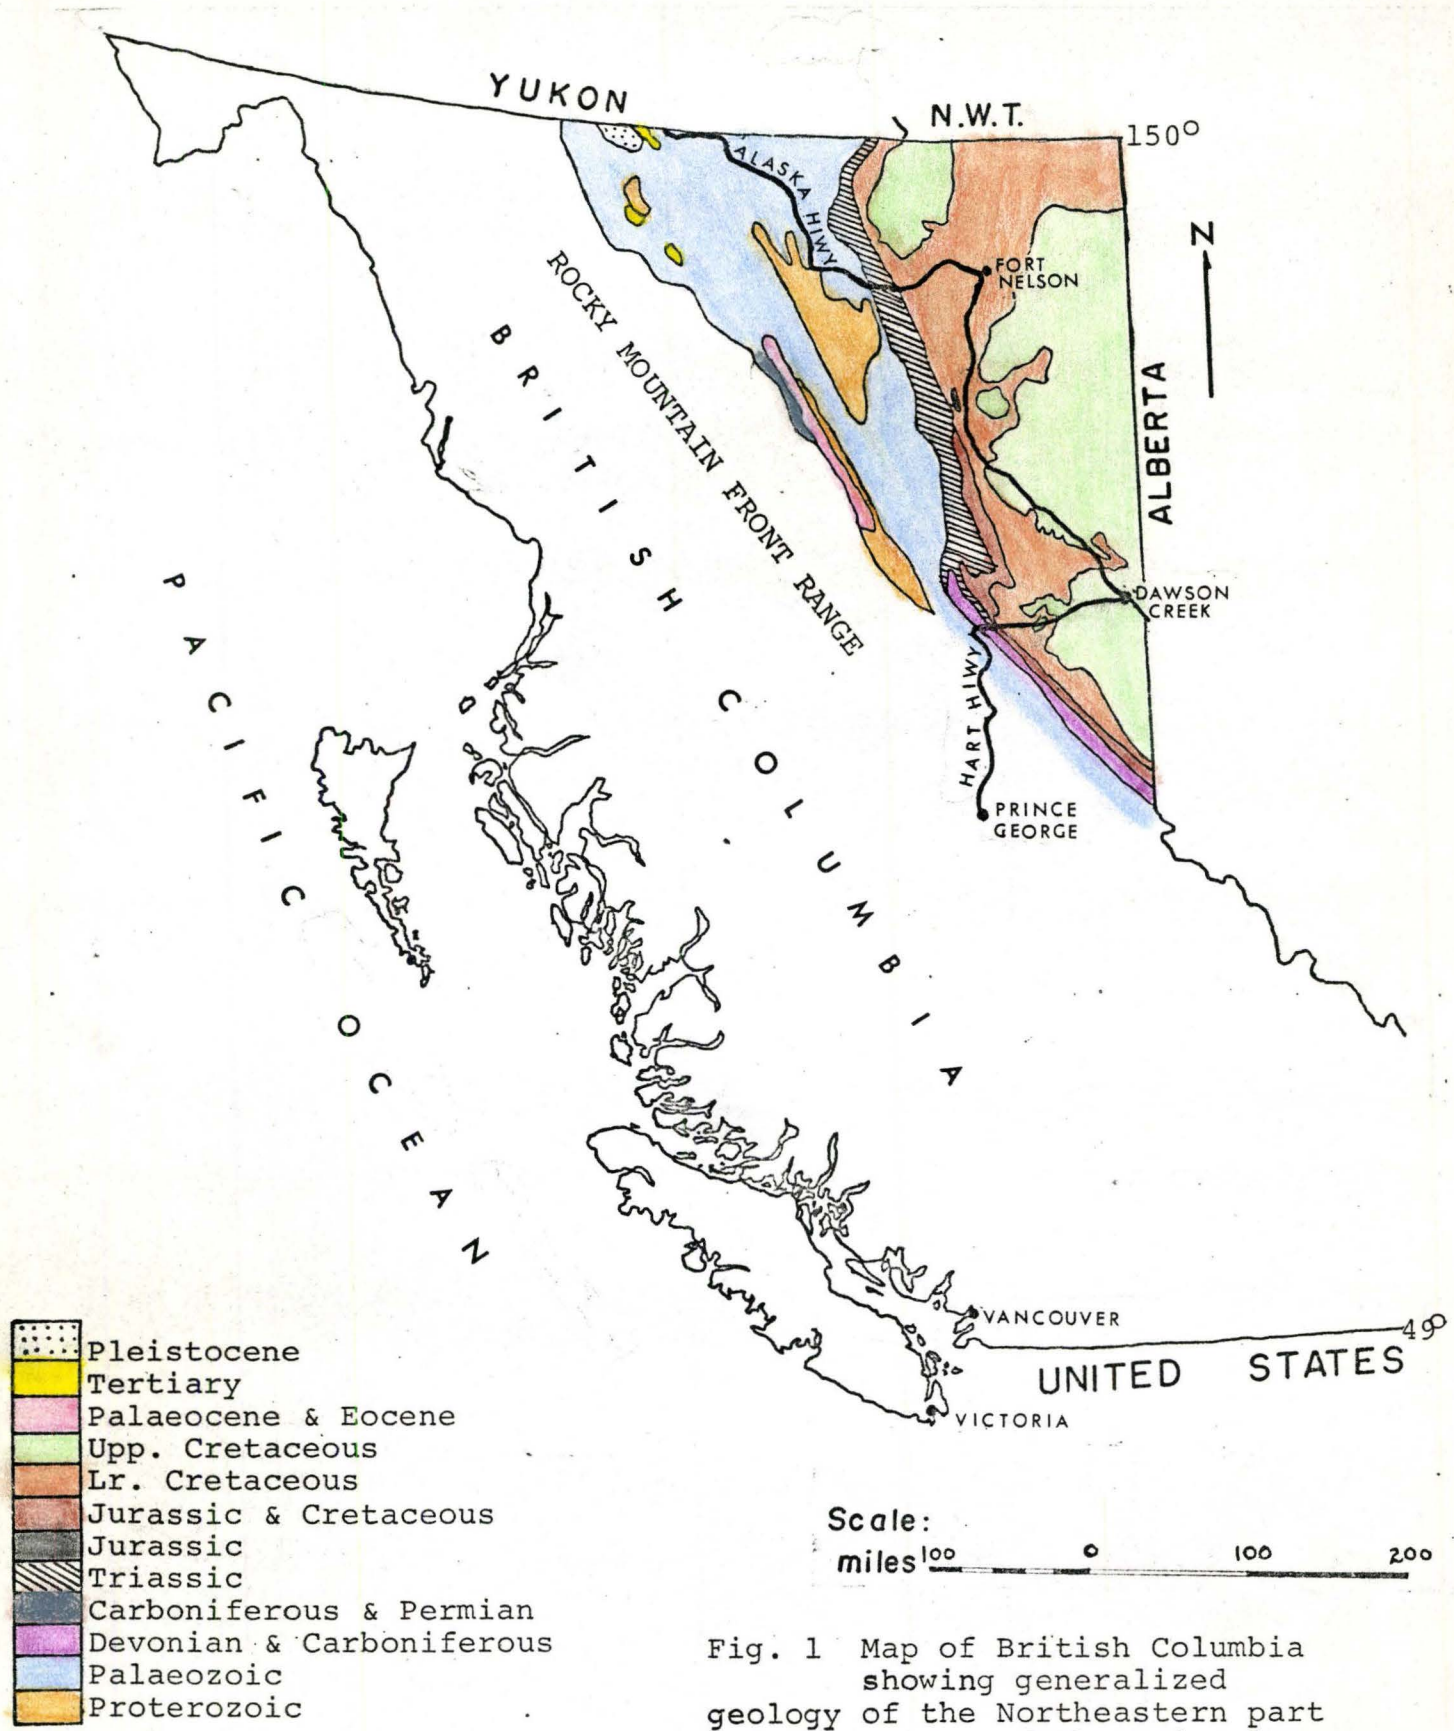 YUKON
N.W.T.
150°
ALASKA HIWY
N
FORT
NELSON
ROCKY MOUNTAIN FRONT RANGE
BRITISH COLUMBIA
ALBERTA
PACIFIC OCEAN
DAWSON
CREEK
HART HIWY
PRINCE
GEORGE
VANCOUVER
49°
UNITED STATES
VICTORIA
Pleistocene
Tertiary
Palaeocene & Eocene
Upp. Cretaceous
Lr. Cretaceous
Jurassic & Cretaceous
Jurassic
Triassic
Carboniferous & Permian
Devonian & Carboniferous
Palaeozoic
Proterozoic
Scale:
miles 100 0 100 200
Fig. 1 Map of British Columbia
showing generalized
geology of the Northeastern part